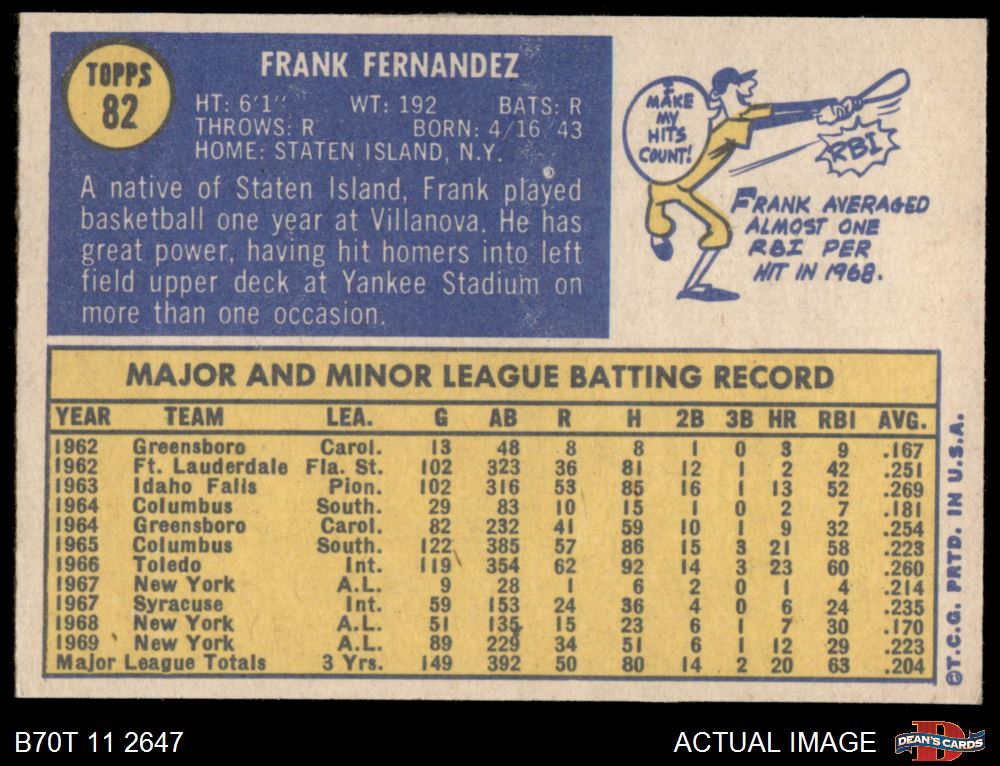 TOPPS
82
FRANK FERNANDEZ
HT: 6'1" WT: 192 BATS: R
THROWS: R BORN: 4/16/43
HOME: STATEN ISLAND, N.Y.
A native of Staten Island, Frank played
basketball one year at Villanova. He has
great power, having hit homers into left
field upper deck at Yankee Stadium on
more than one occasion.
I
MAKE
MY
HITS
COUNT!
RBI
FRANK AVERAGED
ALMOST ONE
RBI PER
HIT IN 1968.
MAJOR AND MINOR LEAGUE BATTING RECORD
YEAR TEAM LEA. G AB R H 2B 3B HR RBI AVG.
1962 Greensboro Carol. 13 48 8 8 1 0 3 9 .167
1962 Ft. Lauderdale Fla. St. 102 323 36 81 12 1 2 42 .251
1963 Idaho Falls Pion. 102 316 53 85 16 1 13 52 .269
1964 Columbus South. 29 83 10 15 1 0 2 7 .181
1964 Greensboro Carol. 82 232 41 59 10 1 9 32 .254
1965 Columbus South. 122 385 57 86 15 3 21 58 .223
1966 Toledo Int. 119 354 62 92 14 3 23 60 .260
1967 New York A.L. 9 28 1 6 2 0 1 4 .214
1967 Syracuse Int. 59 153 24 36 4 0 6 24 .235
1968 New York A.L. 51 135 15 23 6 1 7 30 .170
1969 New York A.L. 89 229 34 51 6 1 12 29 .223
Major League Totals 3 Yrs. 149 392 50 80 14 2 20 63 .204
©T.C.G. PRTD. IN U.S.A.
B70T 11 2647
ACTUAL IMAGE
DEAN'S CARDS